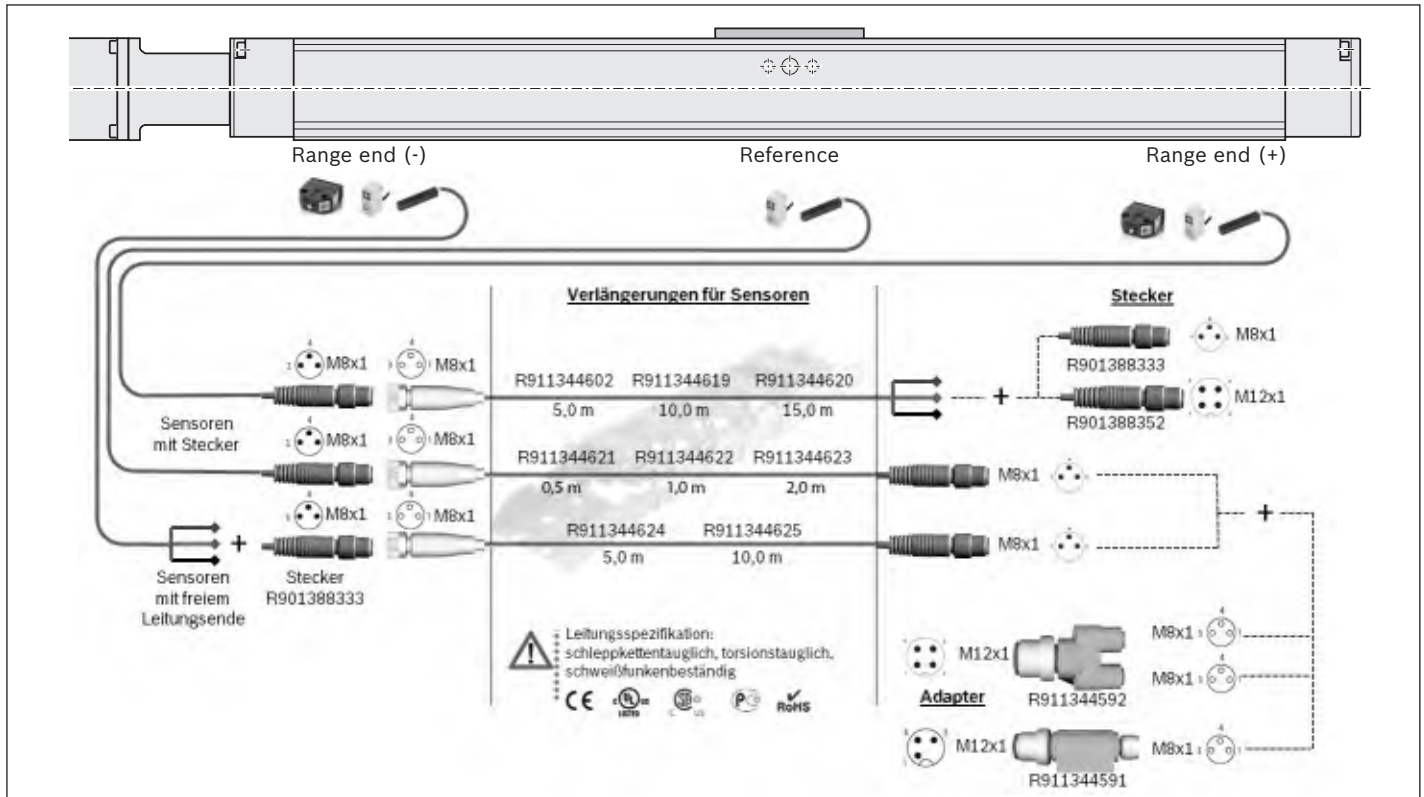 Range end (-)
Reference
Range end (+)
Verlängerungen für Sensoren
Stecker
M8x1
M8x1
R911344602 R911344619 R911344620
5,0 m 10,0 m 15,0 m
+
R901388333
M8x1
R901388352
M12x1
Sensoren
mit Stecker
M8x1
M8x1
R911344621 R911344622 R911344623
0,5 m 1,0 m 2,0 m
M8x1
+
M8x1
M8x1
R911344624 R911344625
5,0 m 10,0 m
M8x1
+
Sensoren
mit freiem
Leitungsende
Stecker
R901388333
Leitungsspezifikation:
schleppkettentauglich, torsionstauglich,
schweißfunkenbeständig
CE
UL
LISTED
RoHS
M12x1
M8x1
M8x1
Adapter
R911344592
M12x1
M8x1
R911344591